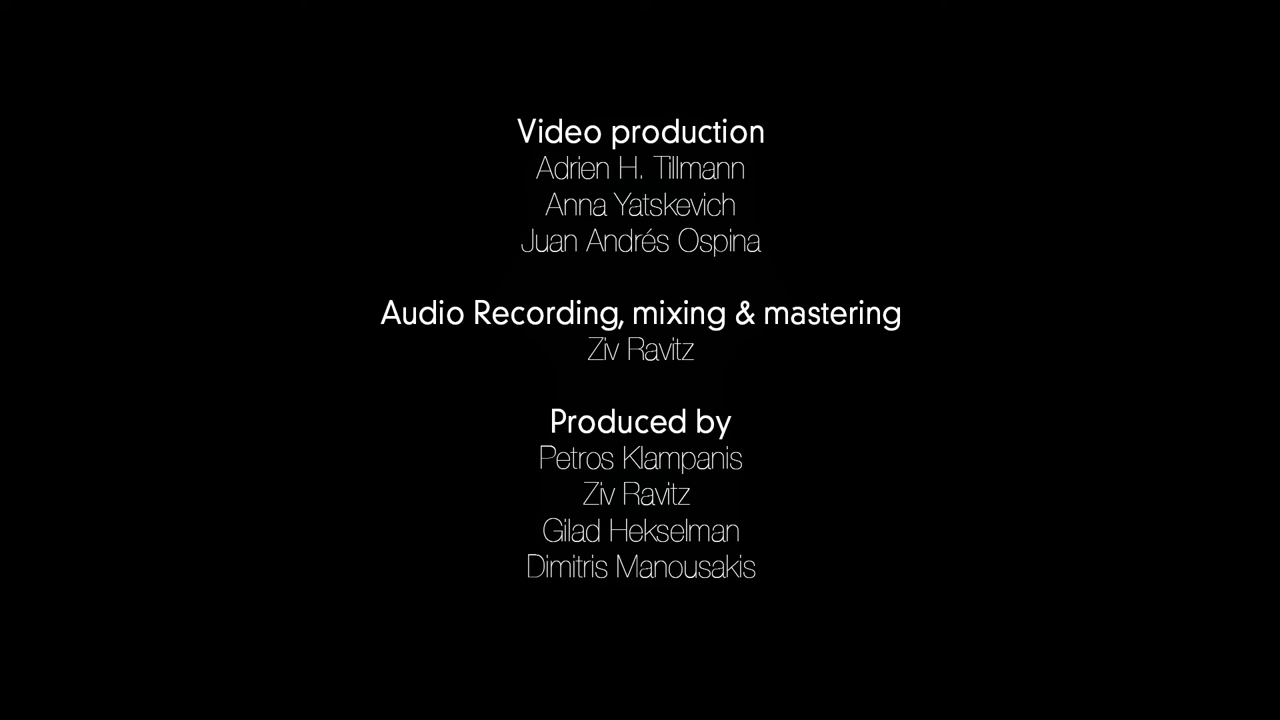 Video production
Adrien H. Tillmann
Anna Yatskevich
Juan Andrés Ospina
Audio Recording, mixing & mastering
Ziv Ravitz
Produced by
Petros Klampanis
Ziv Ravitz
Gilad Hekselman
Dimitris Manousakis